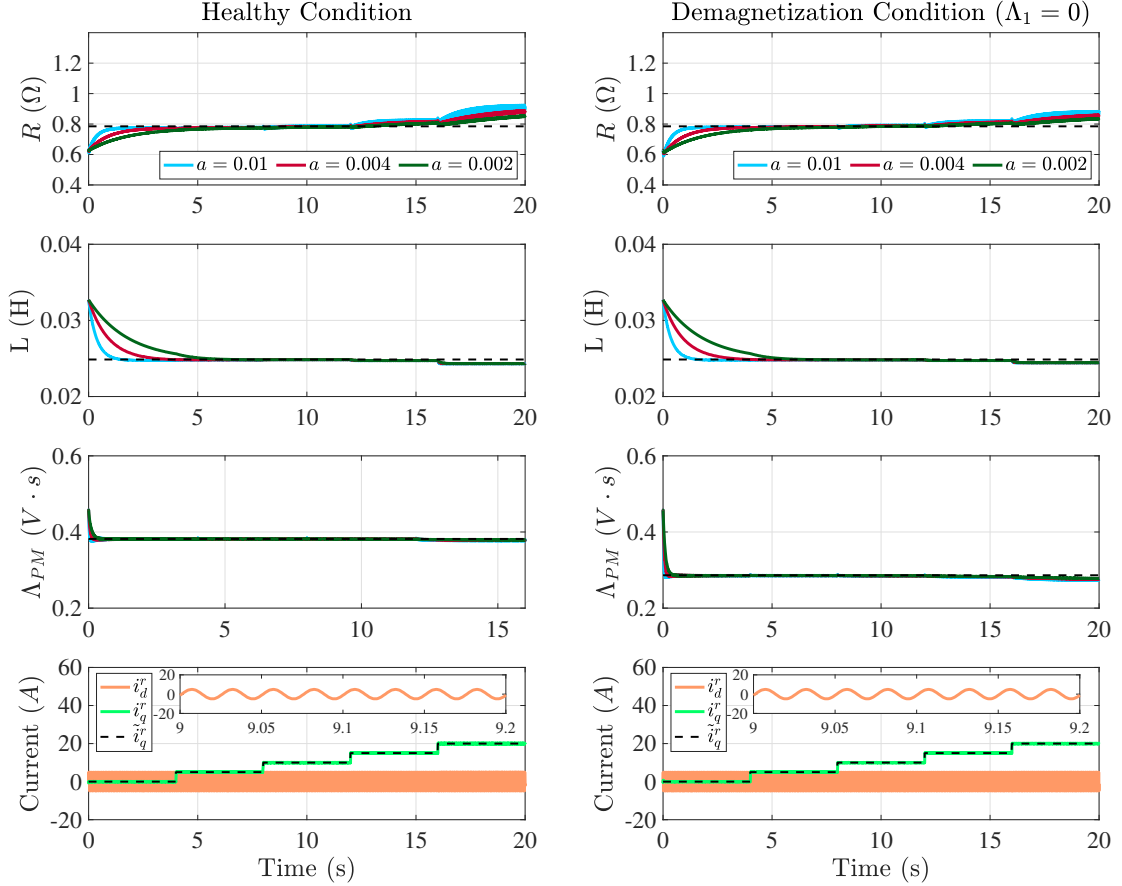 Healthy Condition
Demagnetization Condition (Λ₁ = 0)
R (Ω)
1.2
1
0.8
0.6
0.4
a = 0.01 a = 0.004 a = 0.002
0 5 10 15 20
R (Ω)
1.2
1
0.8
0.6
0.4
a = 0.01 a = 0.004 a = 0.002
0 5 10 15 20
L (H)
0.04
0.03
0.02
0 5 10 15 20
L (H)
0.04
0.03
0.02
0 5 10 15 20
Λ_PM (V · s)
0.6
0.4
0.2
0 5 10 15
Λ_PM (V · s)
0.6
0.4
0.2
0 5 10 15 20
Current (A)
60
40
20
0
-20
i_d^r
i_q^r
ĩ_q^r
20
0
-20
9 9.05 9.1 9.15 9.2
0 5 10 15 20
Time (s)
Current (A)
60
40
20
0
-20
i_d^r
i_q^r
ĩ_q^r
20
0
-20
9 9.05 9.1 9.15 9.2
0 5 10 15 20
Time (s)